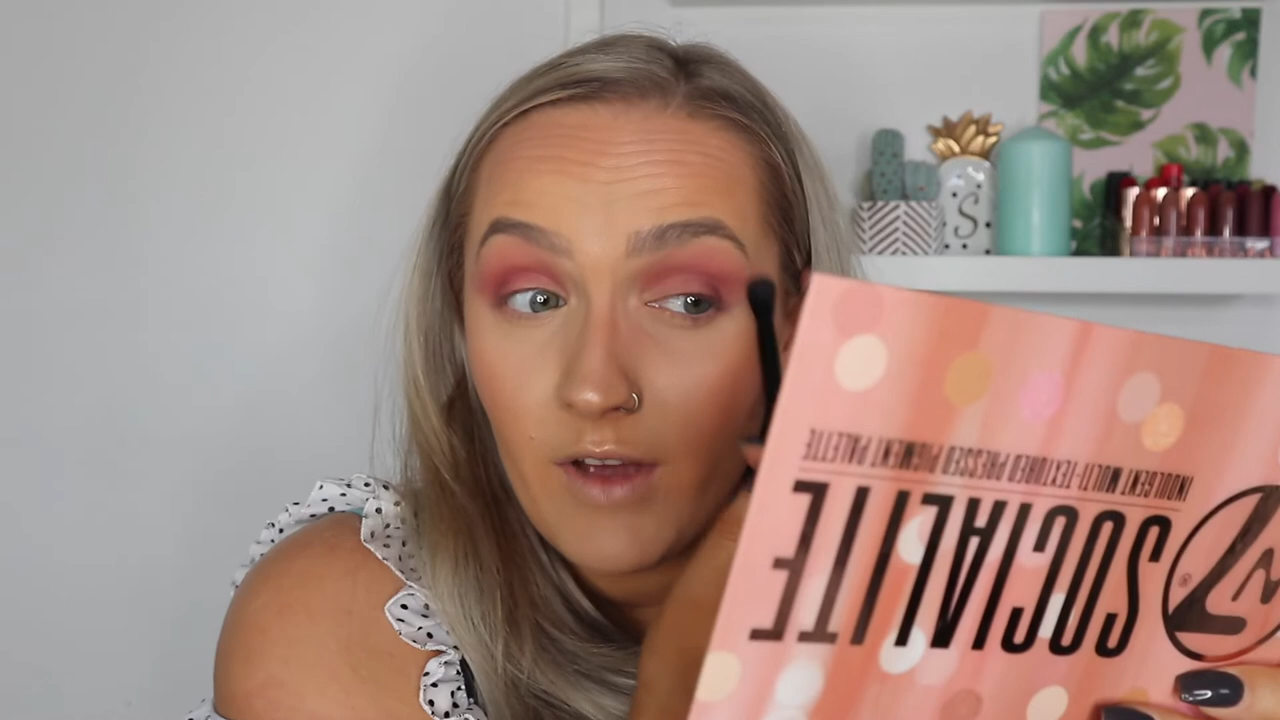 W7
®
SOCIALITE
INDULGENT MULTI-TEXTURED PRESSED PIGMENT PALETTE
S